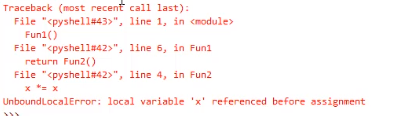 Traceback (most recent call last):
  File "<pyshell#43>", line 1, in <module>
    Fun1()
  File "<pyshell#42>", line 6, in Fun1
    return Fun2()
  File "<pyshell#42>", line 4, in Fun2
    x *= x
UnboundLocalError: local variable 'x' referenced before assignment
>>>